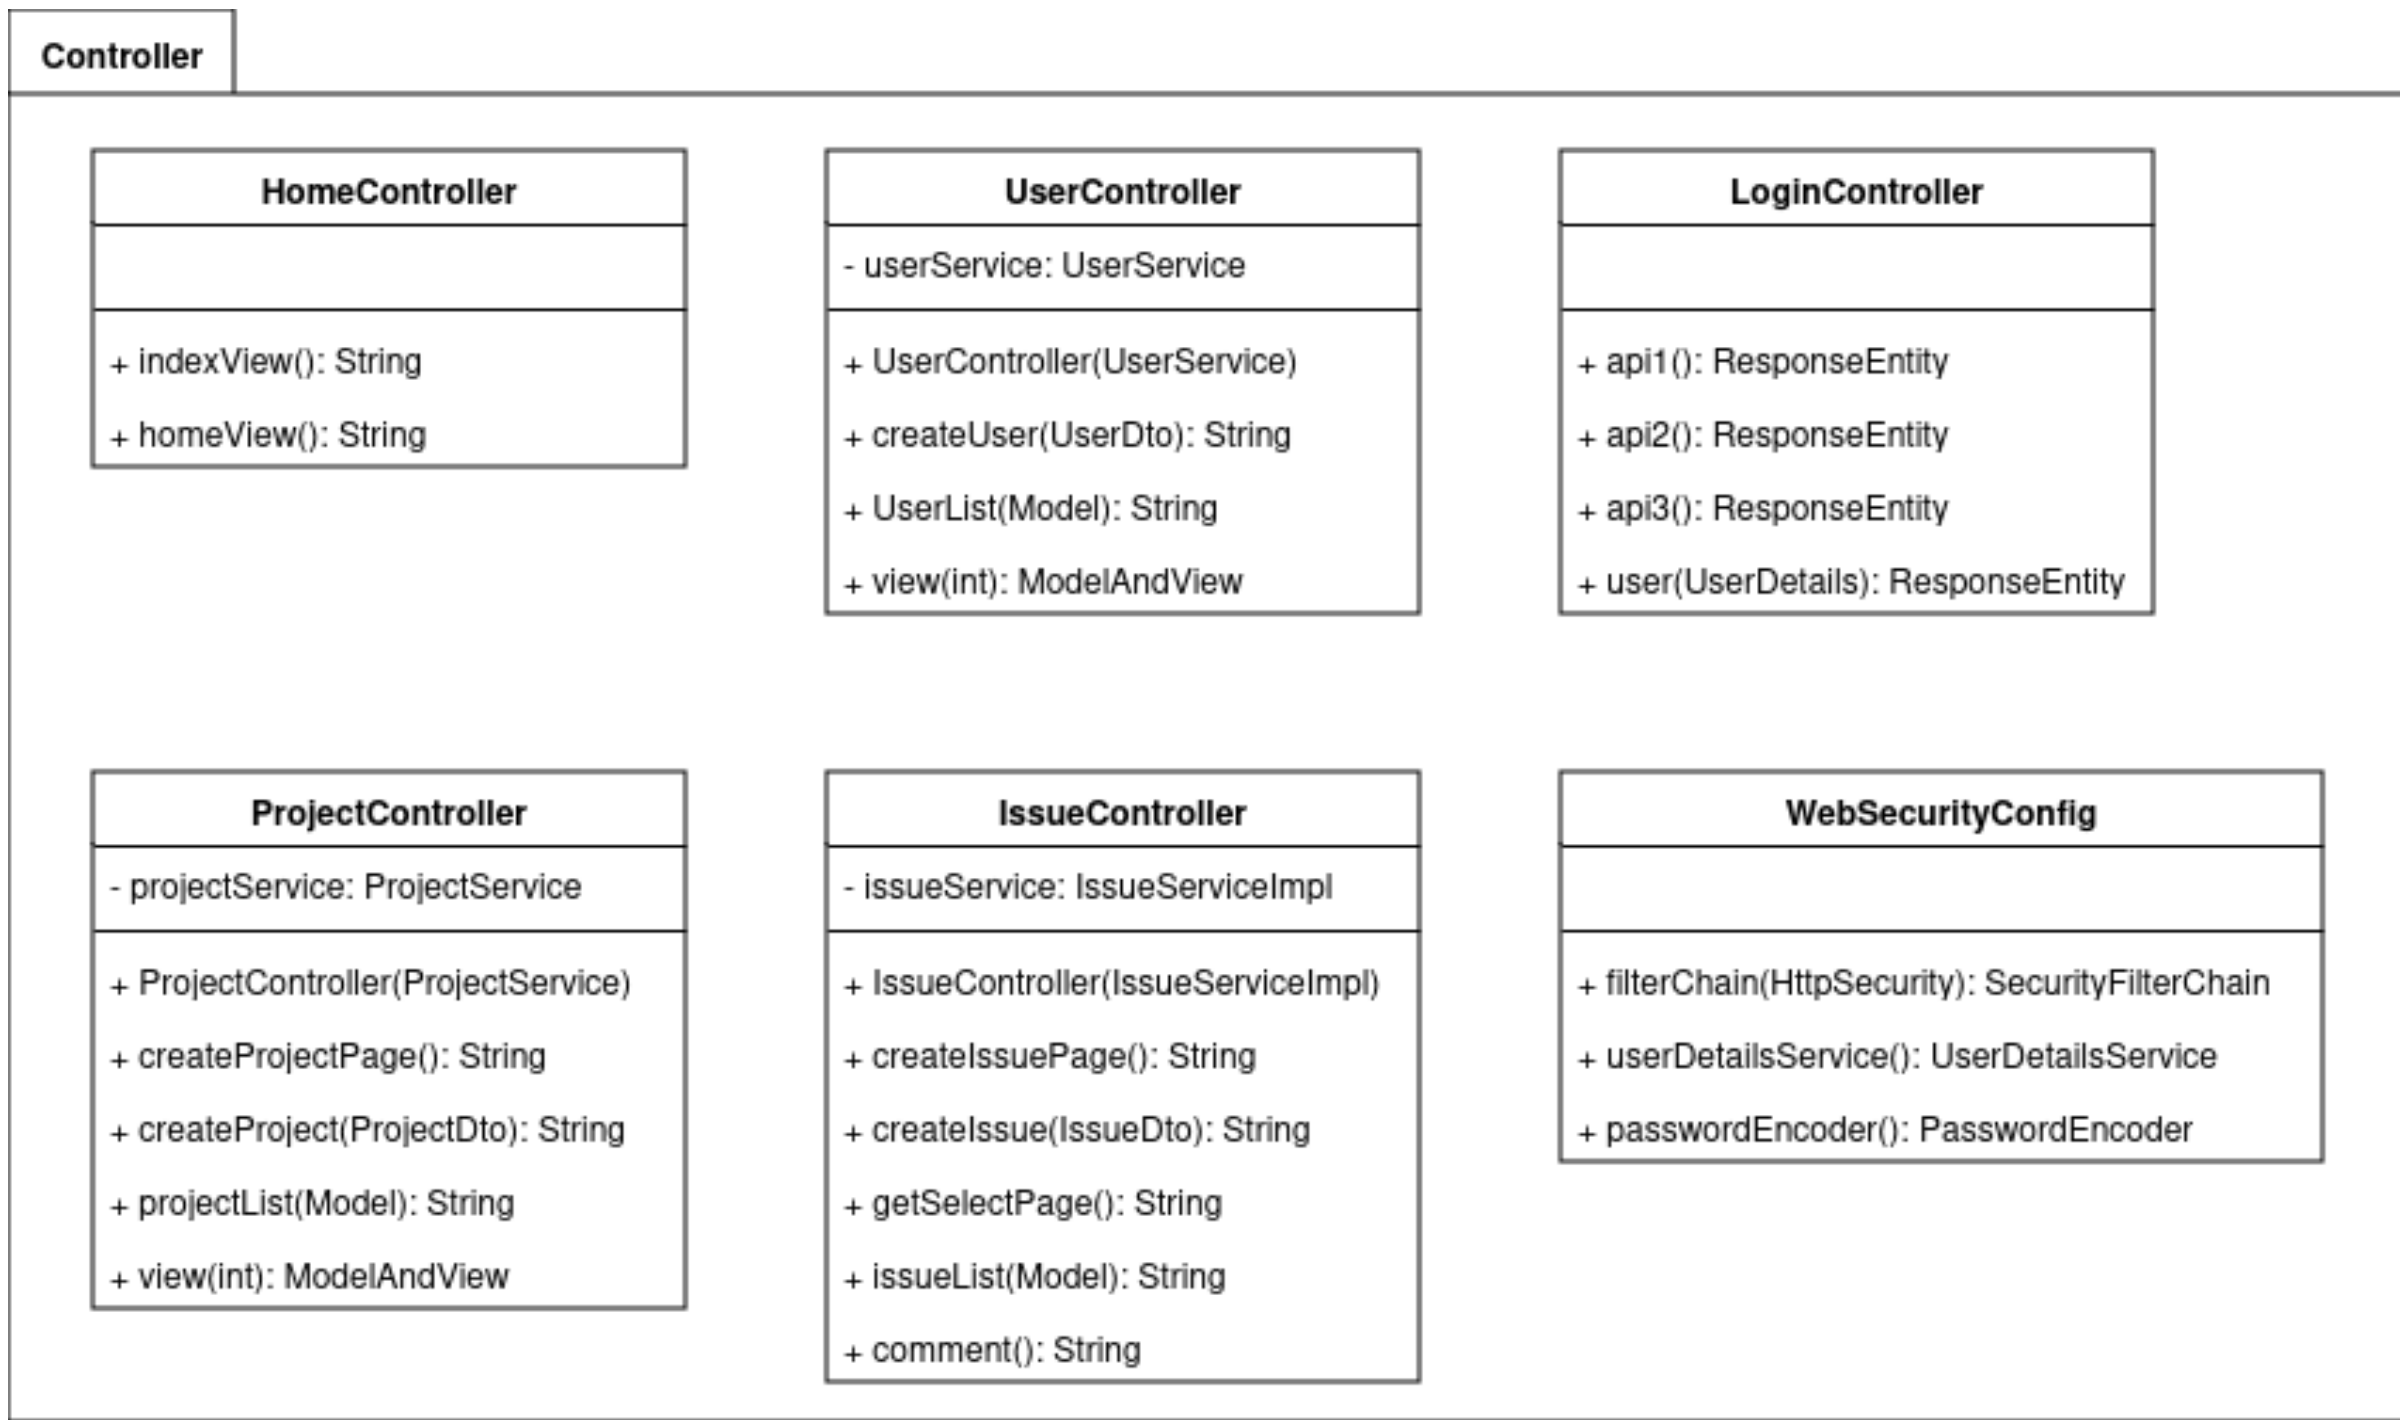 Controller
HomeController
+ indexView(): String
+ homeView(): String
UserController
- userService: UserService
+ UserController(UserService)
+ createUser(UserDto): String
+ UserList(Model): String
+ view(int): ModelAndView
LoginController
+ api1(): ResponseEntity
+ api2(): ResponseEntity
+ api3(): ResponseEntity
+ user(UserDetails): ResponseEntity
ProjectController
- projectService: ProjectService
+ ProjectController(ProjectService)
+ createProjectPage(): String
+ createProject(ProjectDto): String
+ projectList(Model): String
+ view(int): ModelAndView
IssueController
- issueService: IssueServiceImpl
+ IssueController(IssueServiceImpl)
+ createIssuePage(): String
+ createIssue(IssueDto): String
+ getSelectPage(): String
+ issueList(Model): String
+ comment(): String
WebSecurityConfig
+ filterChain(HttpSecurity): SecurityFilterChain
+ userDetailsService(): UserDetailsService
+ passwordEncoder(): PasswordEncoder